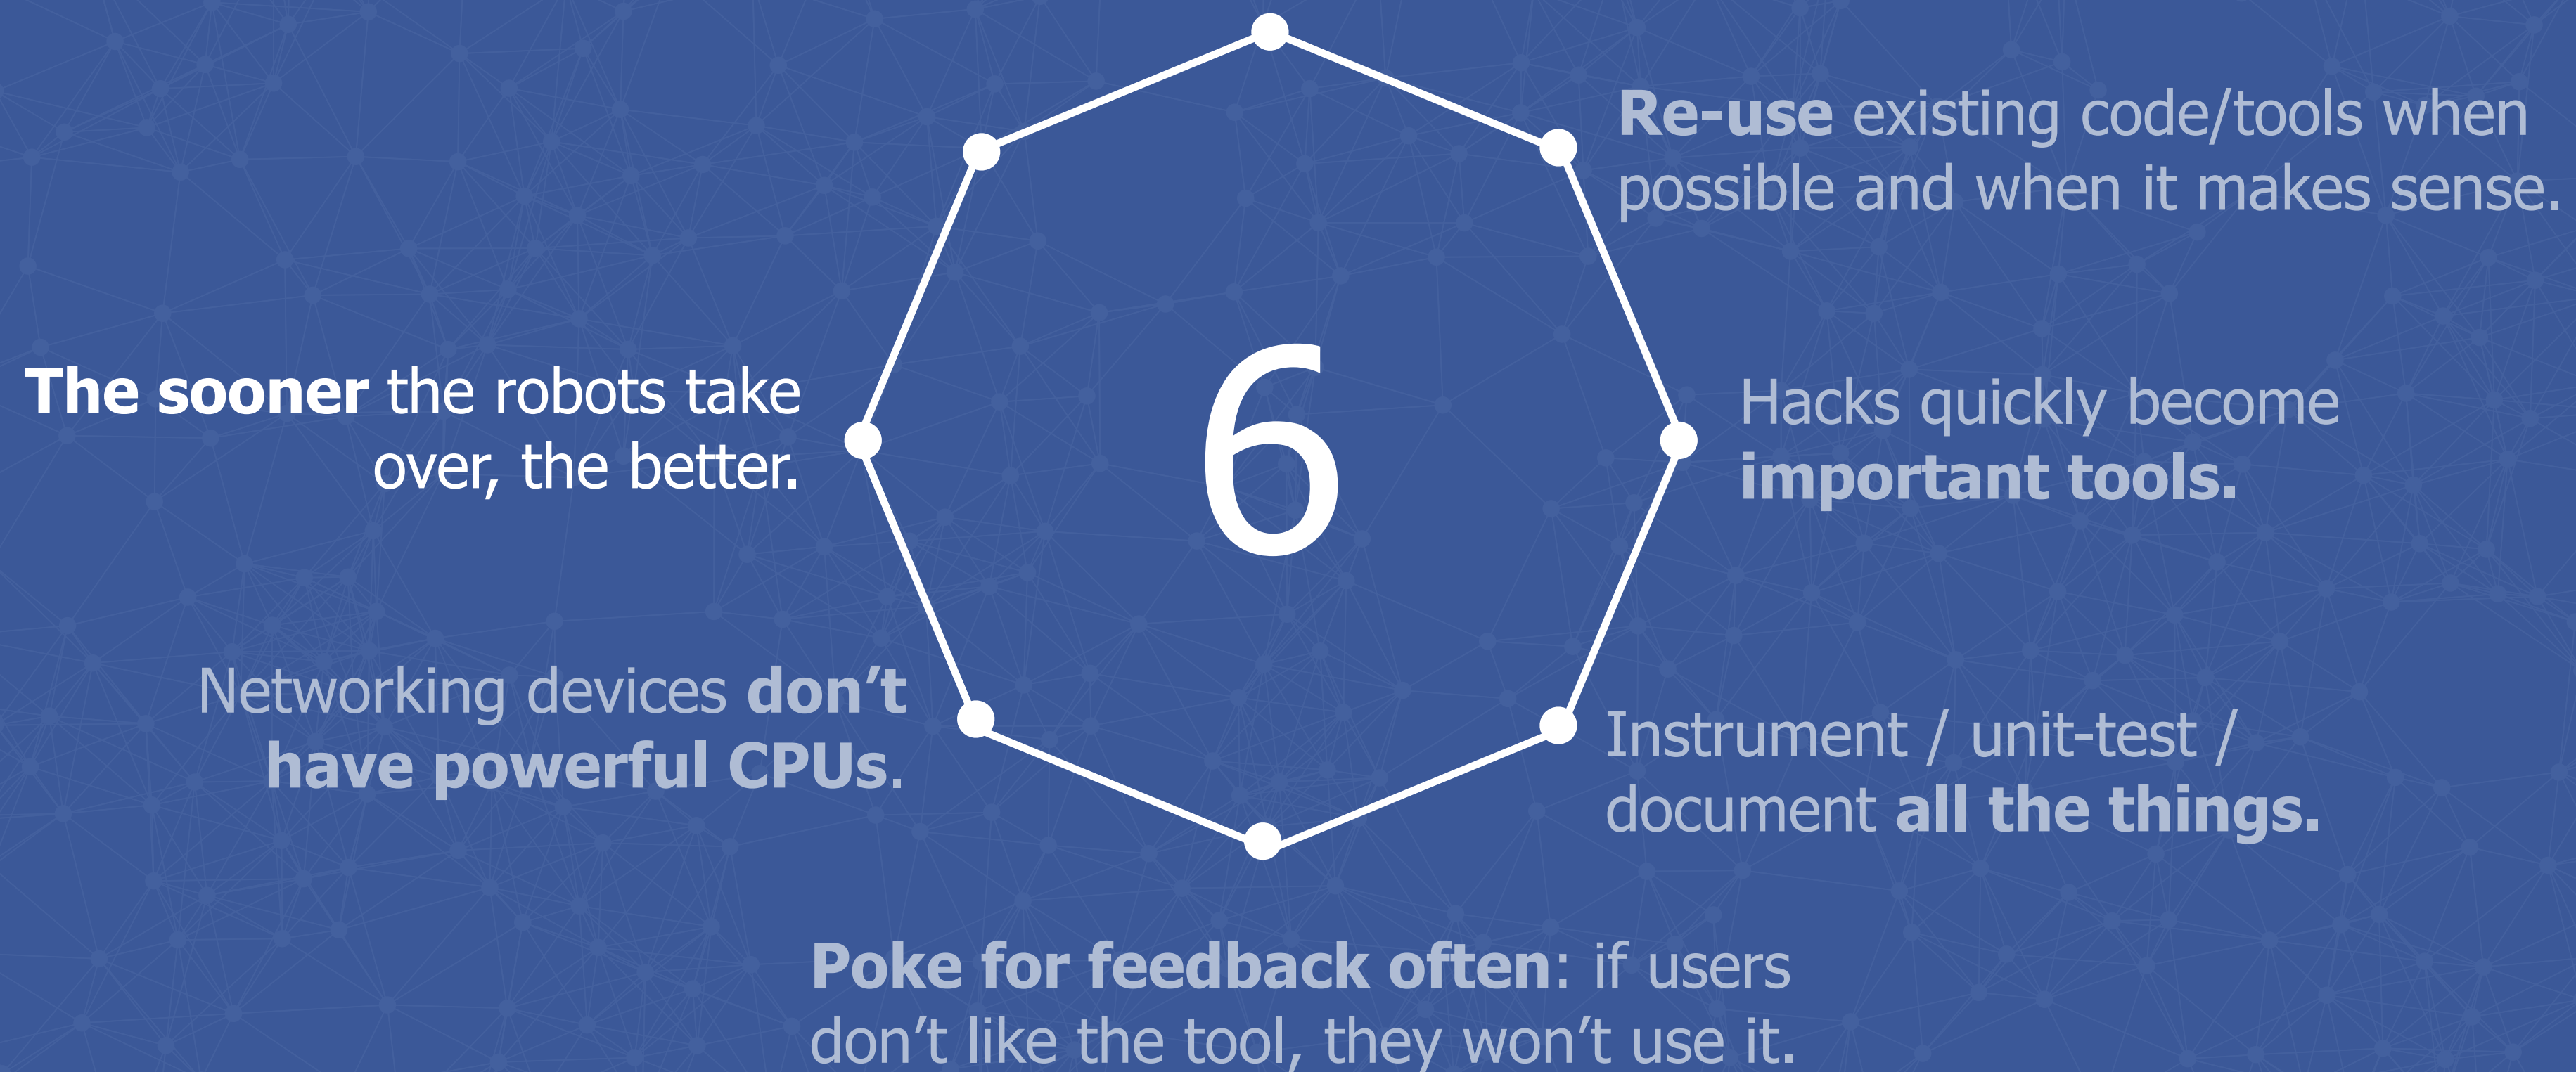 Re-use existing code/tools when
possible and when it makes sense.
Hacks quickly become
important tools.
Instrument / unit-test /
document all the things.
Poke for feedback often: if users
don’t like the tool, they won’t use it.
Networking devices don’t
have powerful CPUs.
The sooner the robots take
over, the better.
6